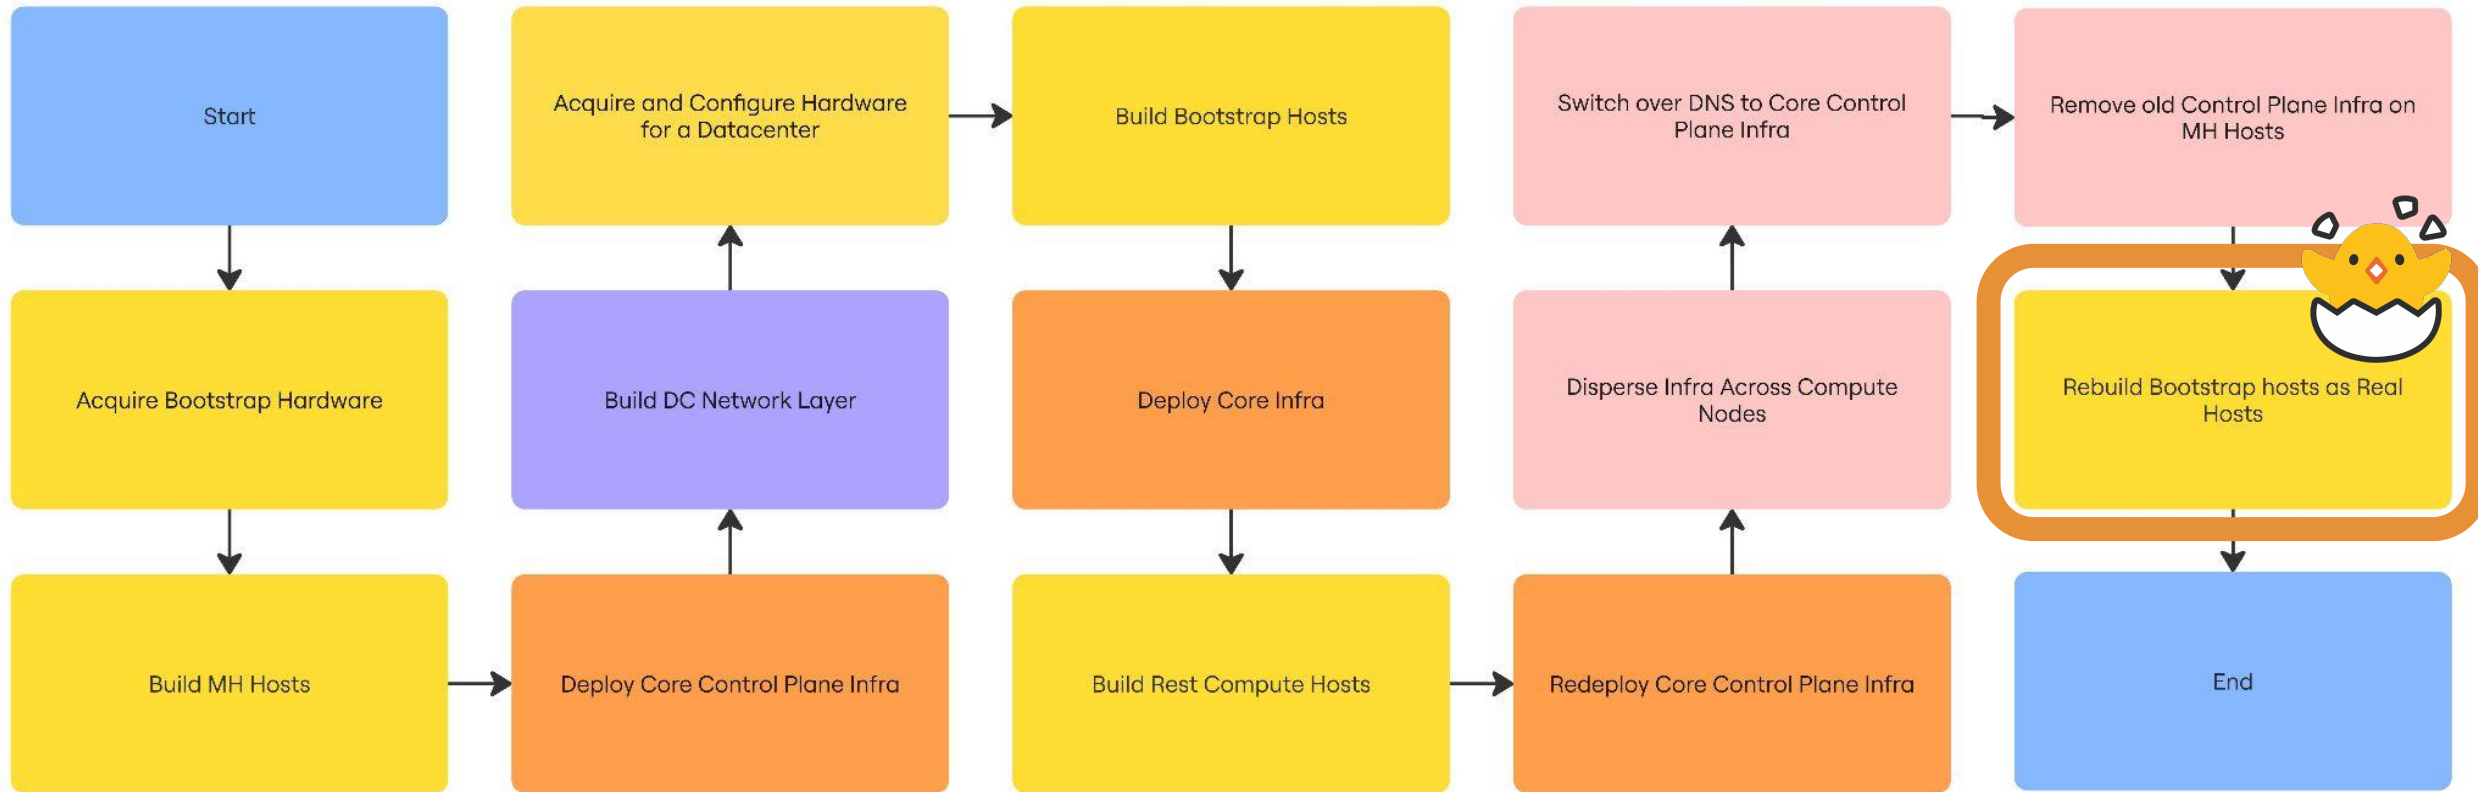 Start
Acquire Bootstrap Hardware
Build MH Hosts
Deploy Core Control Plane Infra
Build DC Network Layer
Acquire and Configure Hardware
for a Datacenter
Build Bootstrap Hosts
Deploy Core Infra
Build Rest Compute Hosts
Redeploy Core Control Plane Infra
Disperse Infra Across Compute
Nodes
Switch over DNS to Core Control
Plane Infra
Remove old Control Plane Infra on
MH Hosts
Rebuild Bootstrap hosts as Real
Hosts
End